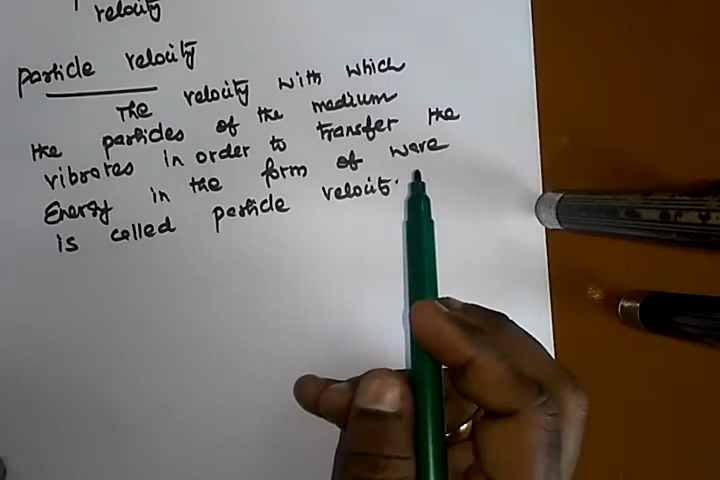 velocity
particle velocity
The velocity with which
the particles of the medium
vibrates in order to transfer the
Energy in the form of wave
is called particle velocity.